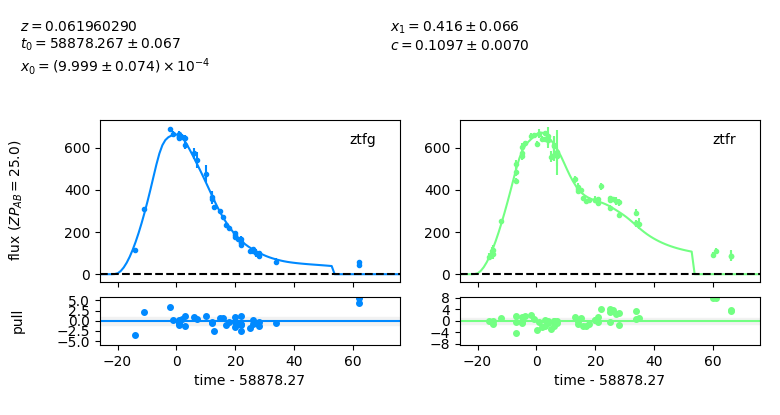 z = 0.061960290
t₀ = 58878.267 ± 0.067
x₀ = (9.999 ± 0.074) × 10⁻⁴
x₁ = 0.416 ± 0.066
c = 0.1097 ± 0.0070
flux (ZP_AB = 25.0)
ztfg
600
400
200
0
ztfr
600
400
200
0
pull
5.0
2.5
0.0
−2.5
−5.0
8
4
0
−4
−8
−20 0 20 40 60
time - 58878.27
−20 0 20 40 60
time - 58878.27